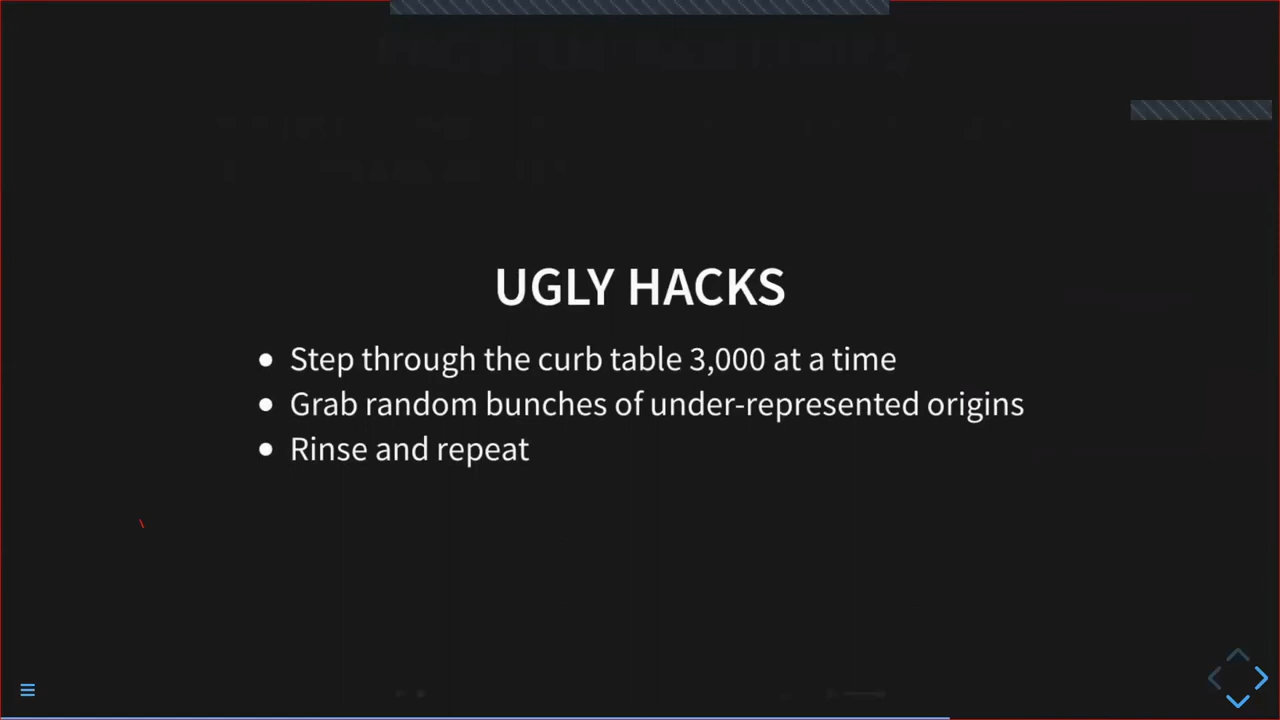 UGLY HACKS
Step through the curb table 3,000 at a time
Grab random bunches of under-represented origins
Rinse and repeat